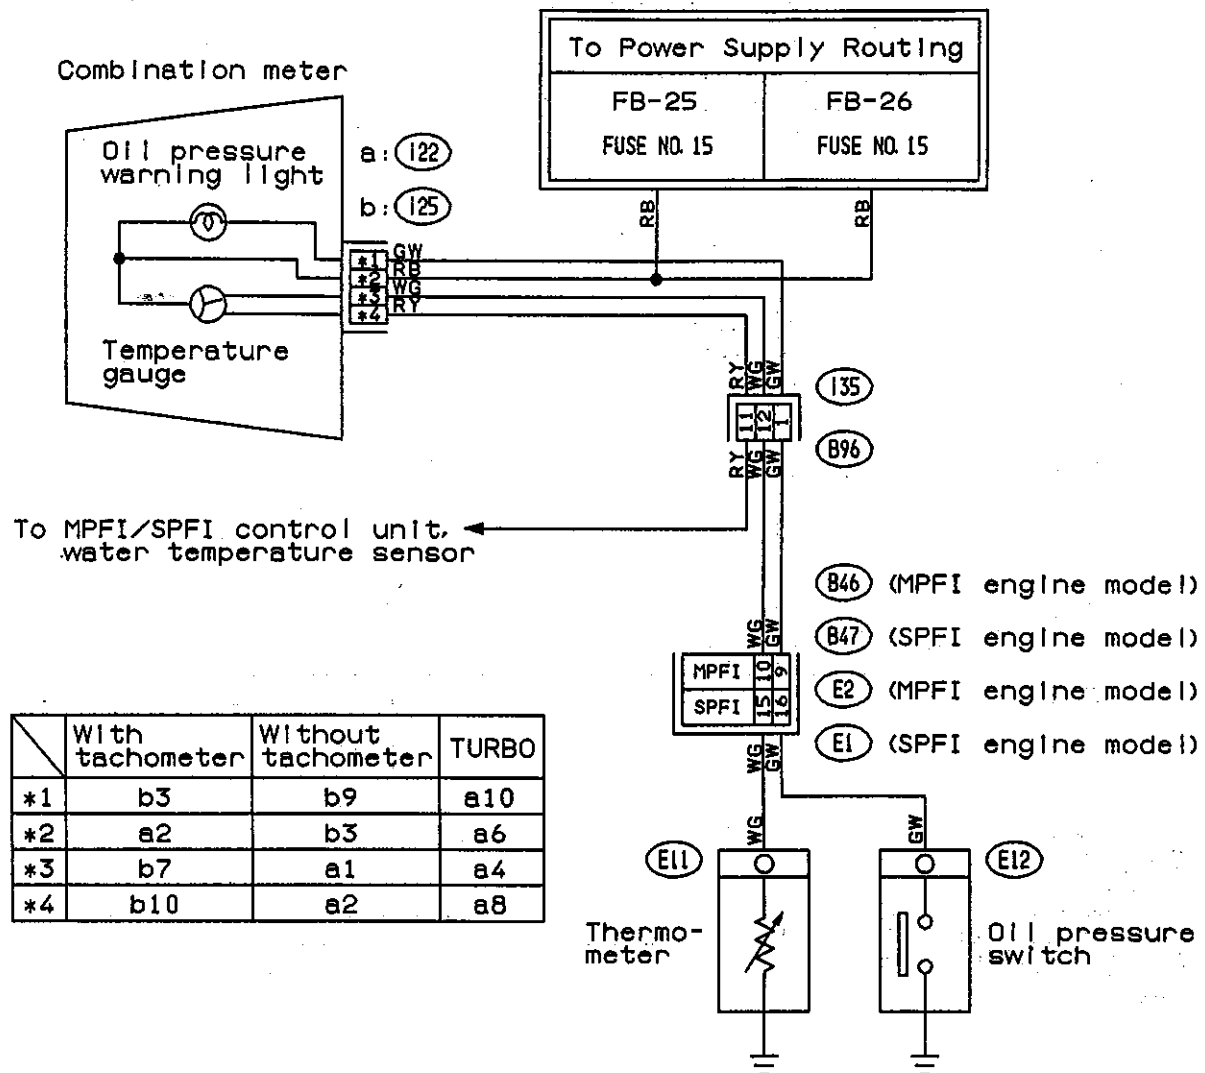 To Power Supply Routing
FB-25
FB-26
FUSE NO. 15
FUSE NO. 15
Combination meter
Oil pressure
warning light
a: I22
b: I25
RB
RB
*1 GW
*2 RB
*3 WG
*4 RY
Temperature
gauge
RY WG GW
I35
11 12 1
B96
RY WG GW
To MPFI/SPFI control unit,
water temperature sensor
B46 (MPFI engine model)
WG GW
B47 (SPFI engine model)
MPFI 10 9
E2 (MPFI engine model)
SPFI 15 16
E1 (SPFI engine model)
WG GW
With tachometer Without tachometer TURBO
*1 b3 b9 a10
*2 a2 b3 a6
*3 b7 a1 a4
*4 b10 a2 a8
WG
GW
E11
E12
Thermo-
meter
Oil pressure
switch